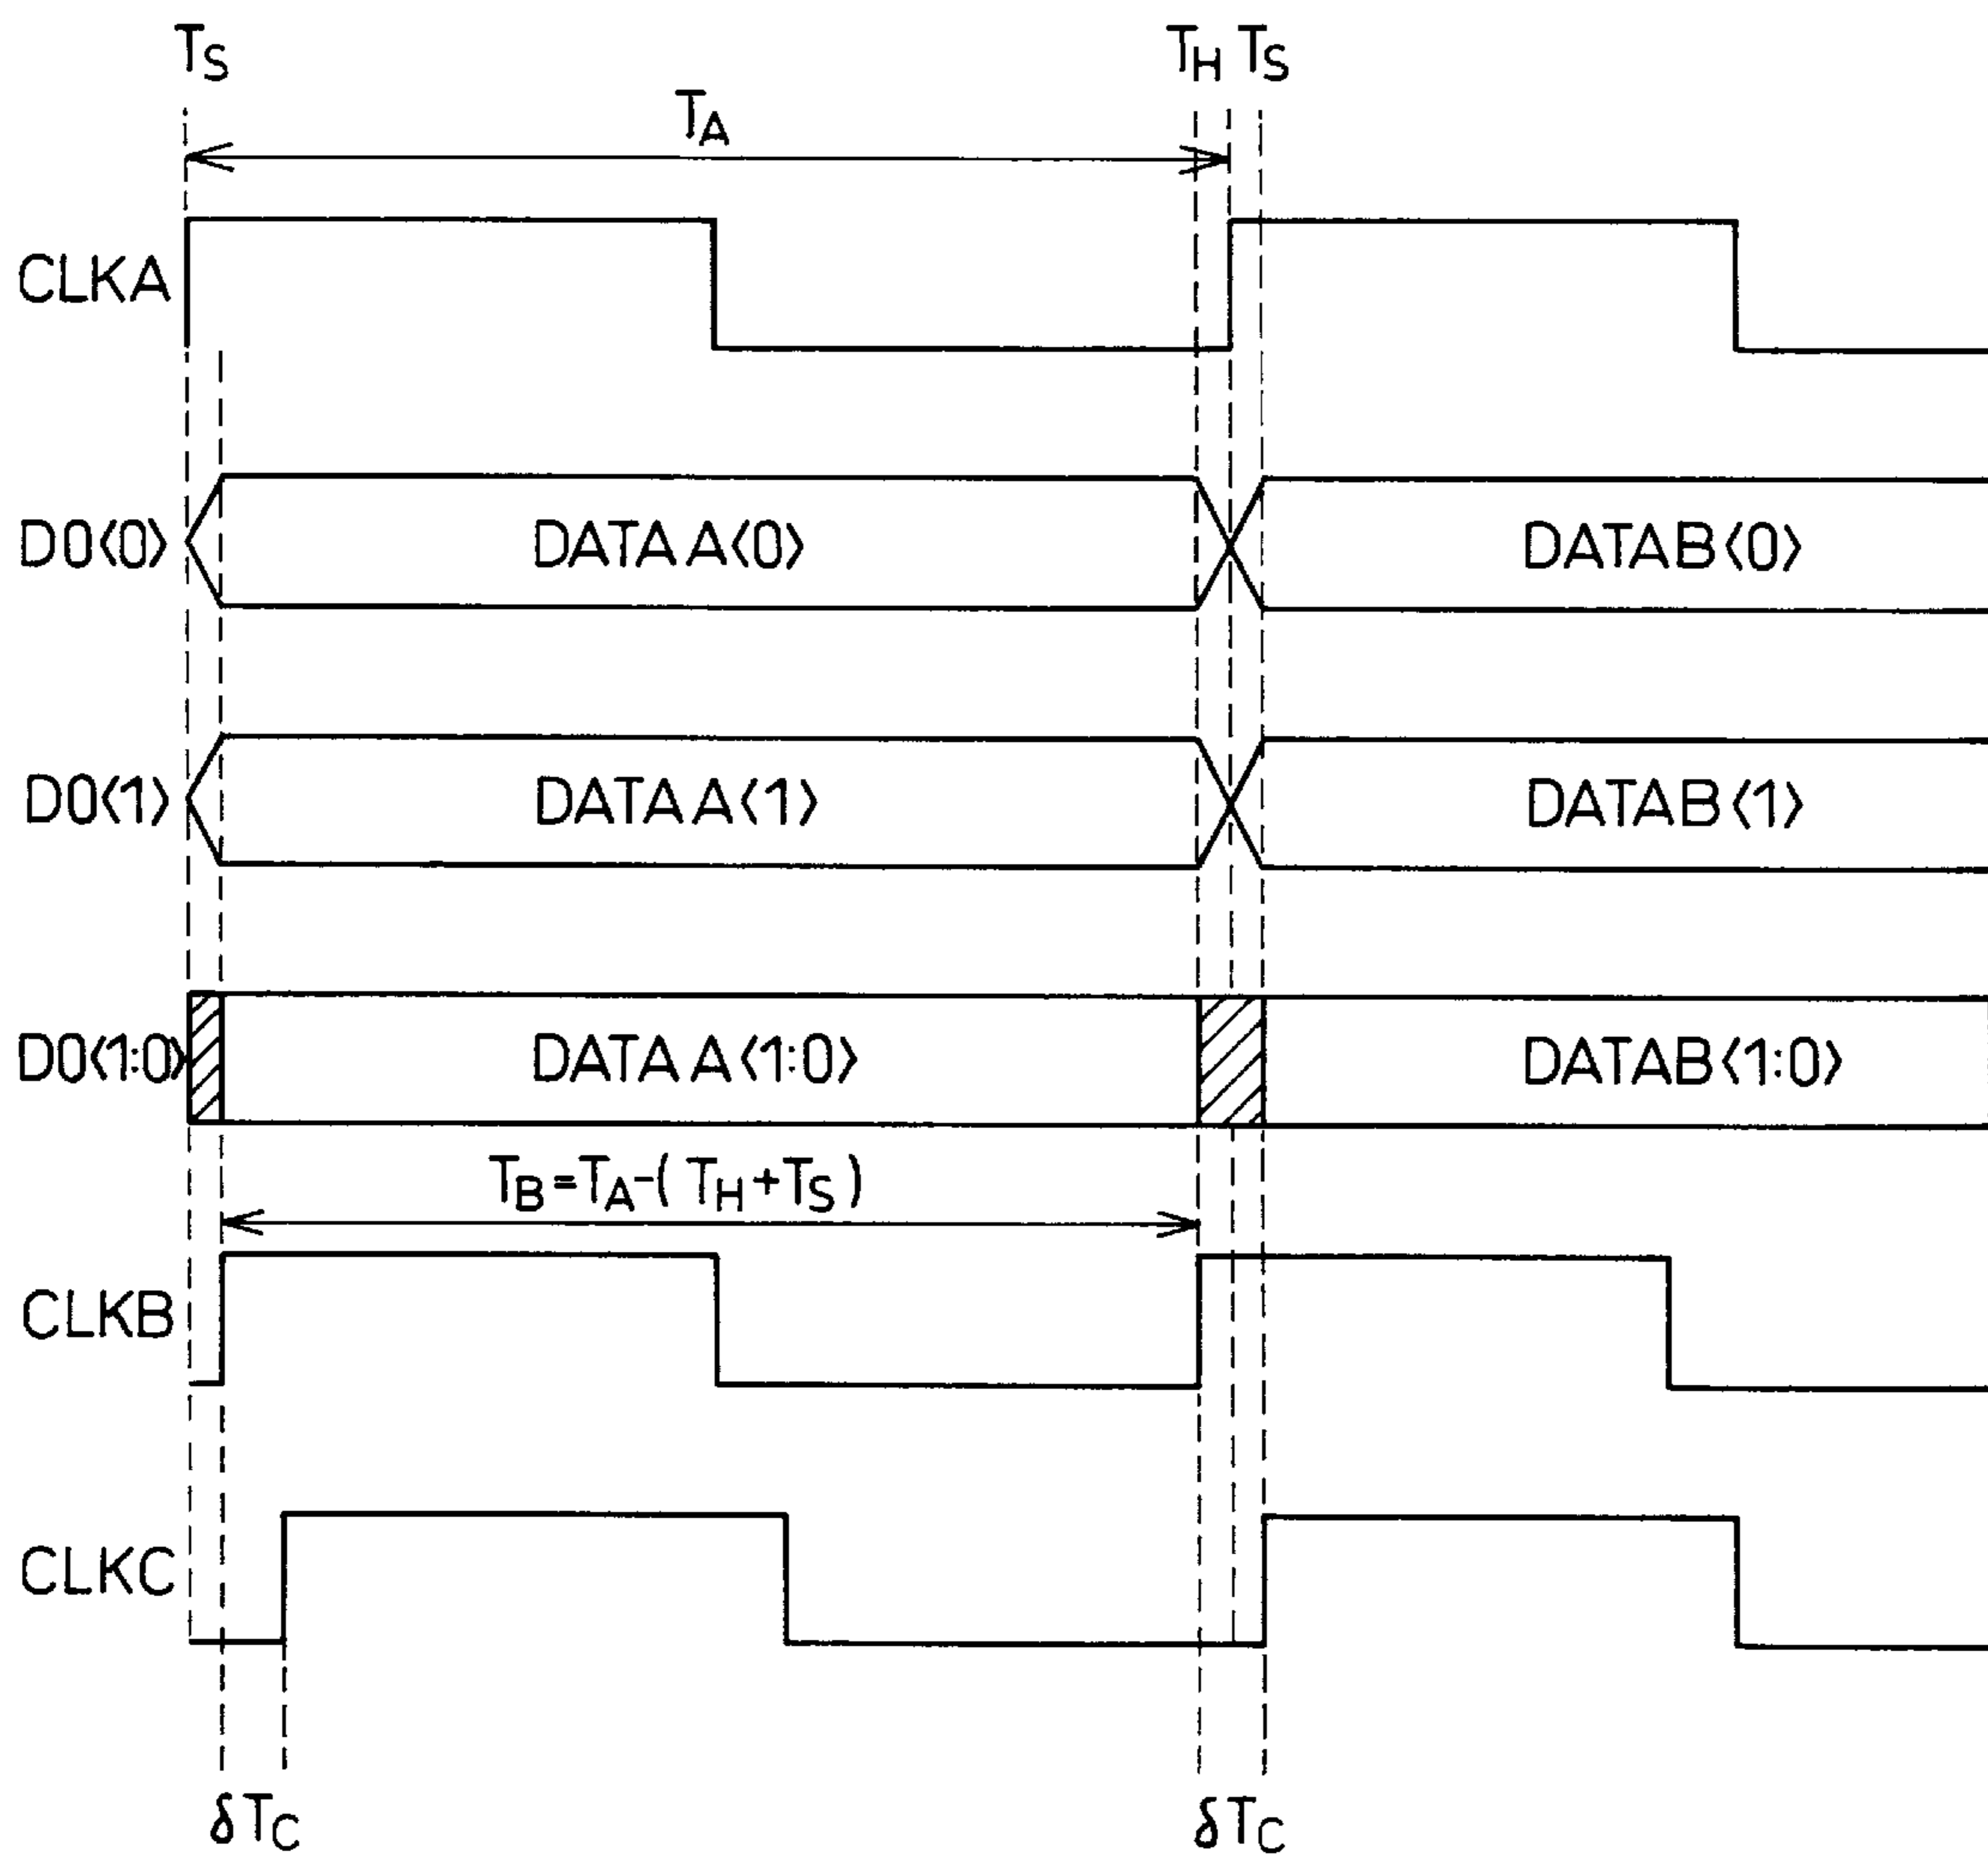 TS TH TS
TA
CLKA
D0⟨0⟩ DATA A⟨0⟩ DATAB⟨0⟩
D0⟨1⟩ DATA A⟨1⟩ DATAB⟨1⟩
D0⟨1:0⟩ DATA A⟨1:0⟩ DATAB⟨1:0⟩
TB=TA-(TH+TS)
CLKB
CLKC
δTC δTC